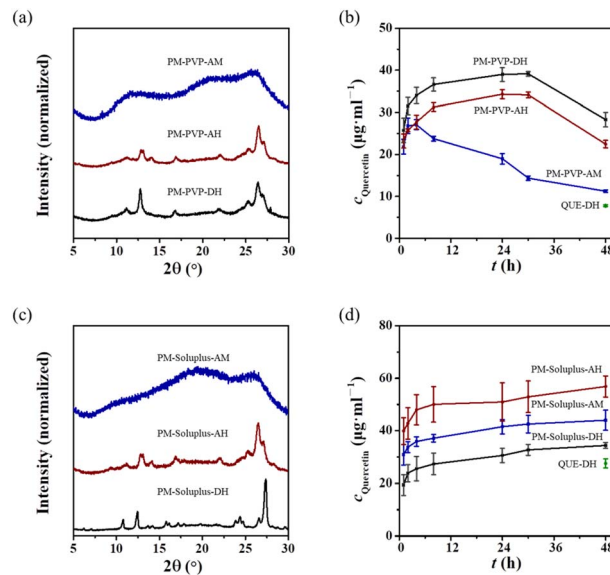 (a)
Intensity (normalized)
PM-PVP-AM
PM-PVP-AH
PM-PVP-DH
5 10 15 20 25 30
2θ (°)
(b)
c Quercetin (µg·ml−1)
50
40
30
20
10
0
PM-PVP-DH
PM-PVP-AH
PM-PVP-AM
QUE-DH
0 12 24 36 48
t (h)
(c)
Intensity (normalized)
PM-Soluplus-AM
PM-Soluplus-AH
PM-Soluplus-DH
5 10 15 20 25 30
2θ (°)
(d)
c Quercetin (µg·ml−1)
80
60
40
20
0
PM-Soluplus-AH
PM-Soluplus-AM
PM-Soluplus-DH
QUE-DH
0 12 24 36 48
t (h)